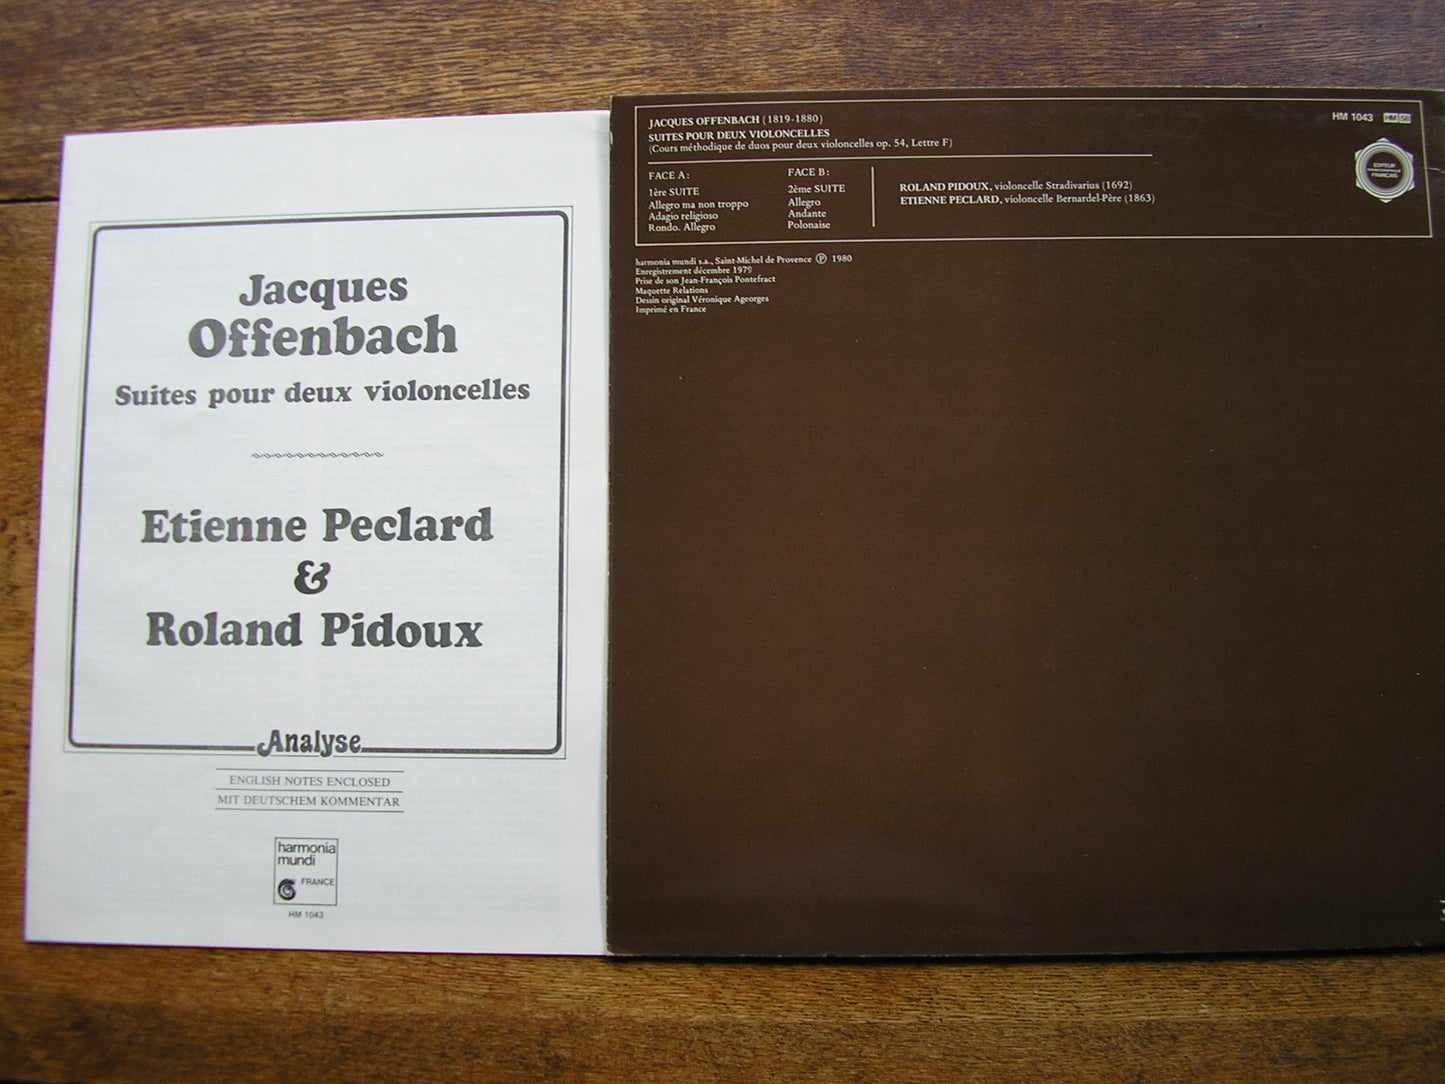 Jacques
Offenbach
Suites pour deux violoncelles
Etienne Peclard
&
Roland Pidoux
Analyse
ENGLISH NOTES ENCLOSED
MIT DEUTSCHEM KOMMENTAR
harmonia
mundi
FRANCE
HM 1043
JACQUES OFFENBACH (1819-1880)
SUITES POUR DEUX VIOLONCELLES
(Cours méthodique de duos pour deux violoncelles op. 54, Lettre F)
HM 1043 HM 58
EDITEUR
FRANÇAIS
FACE A :
1ère SUITE
Allegro ma non troppo
Adagio religioso
Rondo. Allegro
FACE B :
2ème SUITE
Allegro
Andante
Polonaise
ROLAND PIDOUX, violoncelle Stradivarius (1692)
ETIENNE PECLARD, violoncelle Bernardel-Père (1863)
harmonia mundi s.a., Saint-Michel de Provence Ⓟ 1980
Enregistrement décembre 1979
Prise de son Jean-François Pontefract
Maquette Relations
Dessin original Véronique Ageorges
Imprimé en France